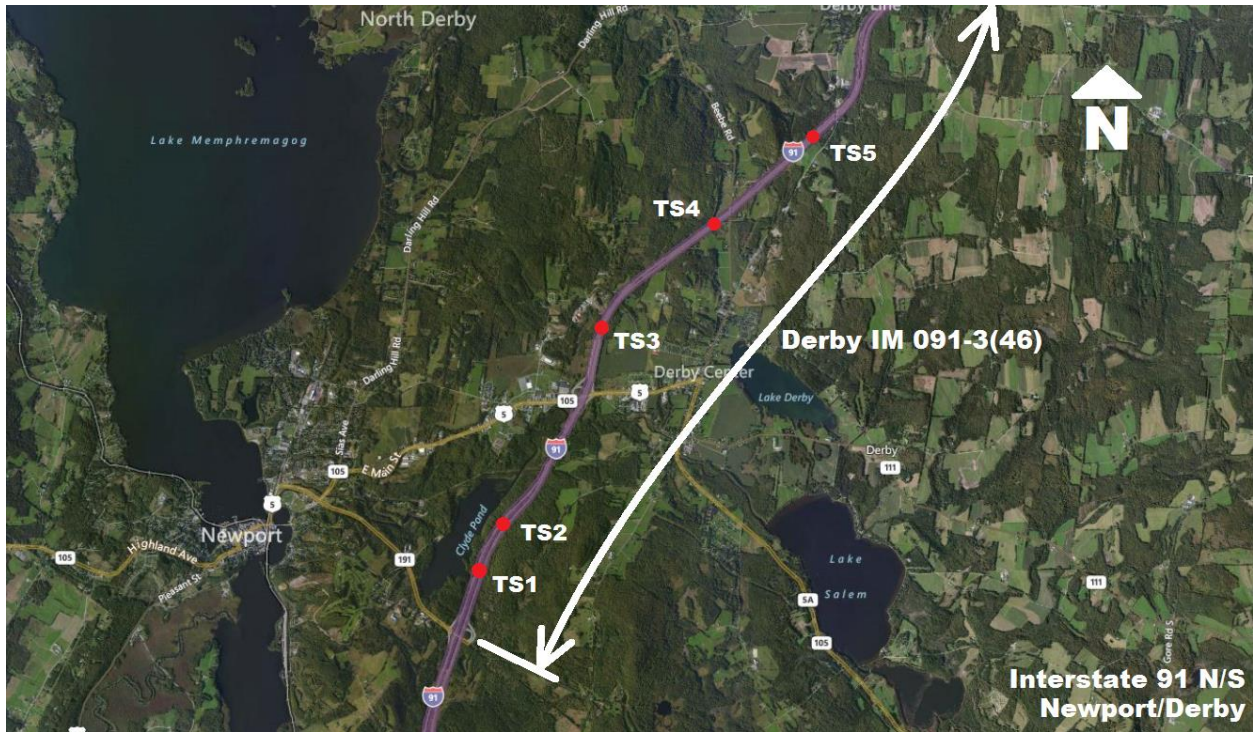 North Derby
Derby Line
Darling Hill Rd
N
Lake Memphremagog
Beebe Rd
91
TS5
TS4
Darling Hill Rd
TS3
Derby IM 091-3(46)
Derby Center
Darling Hill Rd
105
5
5
Lake Derby
Sias Ave
E Main St
91
Derby
111
105
5
Clyde Pond
TS2
Newport
Highland Ave
105
191
Pleasant St
TS1
Lake
Salem
111
5A
105
Gore Rd S
91
Interstate 91 N/S
Newport/Derby